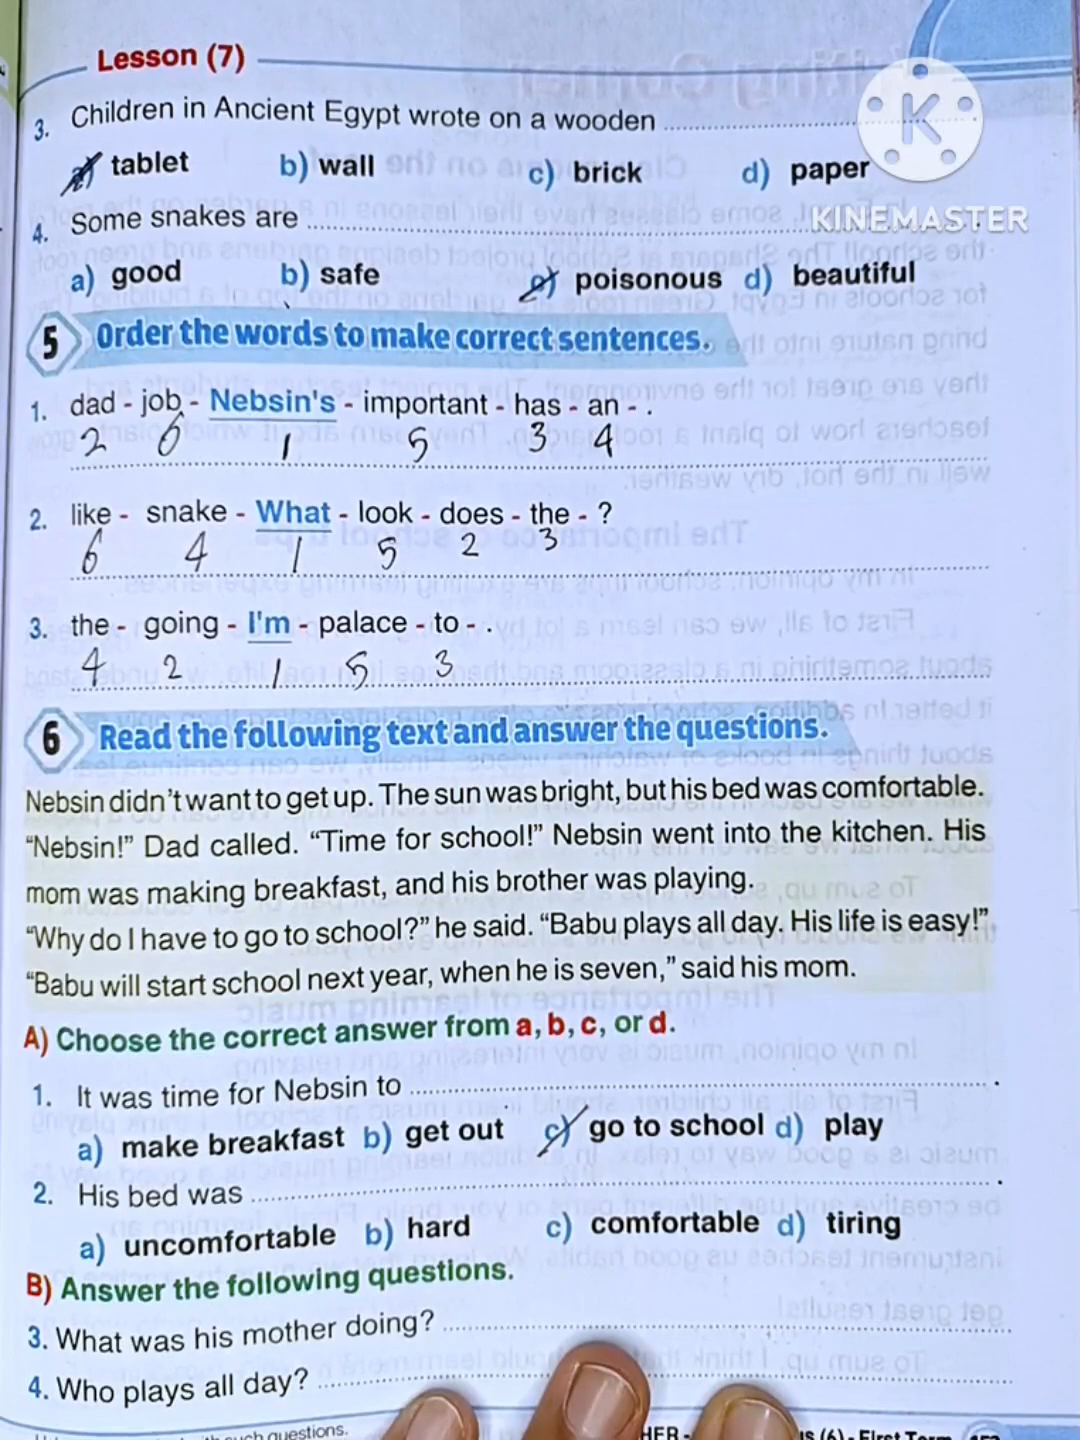 Lesson (7)
3. Children in Ancient Egypt wrote on a wooden
a) tablet b) wall c) brick d) paper
K
KINEMASTER
4. Some snakes are
a) good b) safe c) poisonous d) beautiful
5 Order the words to make correct sentences.
1. dad - job - Nebsin's - important - has - an - .
2 6 1 5 3 4
2. like - snake - What - look - does - the - ?
6 4 1 5 2 3
3. the - going - I'm - palace - to - .
4 2 1 5 3
6 Read the following text and answer the questions.
Nebsin didn't want to get up. The sun was bright, but his bed was comfortable.
“Nebsin!” Dad called. “Time for school!” Nebsin went into the kitchen. His
mom was making breakfast, and his brother was playing.
“Why do I have to go to school?” he said. “Babu plays all day. His life is easy!”
“Babu will start school next year, when he is seven,” said his mom.
A) Choose the correct answer from a, b, c, or d.
1. It was time for Nebsin to .
a) make breakfast b) get out c) go to school d) play
2. His bed was .
a) uncomfortable b) hard c) comfortable d) tiring
B) Answer the following questions.
3. What was his mother doing?
4. Who plays all day?
such questions.